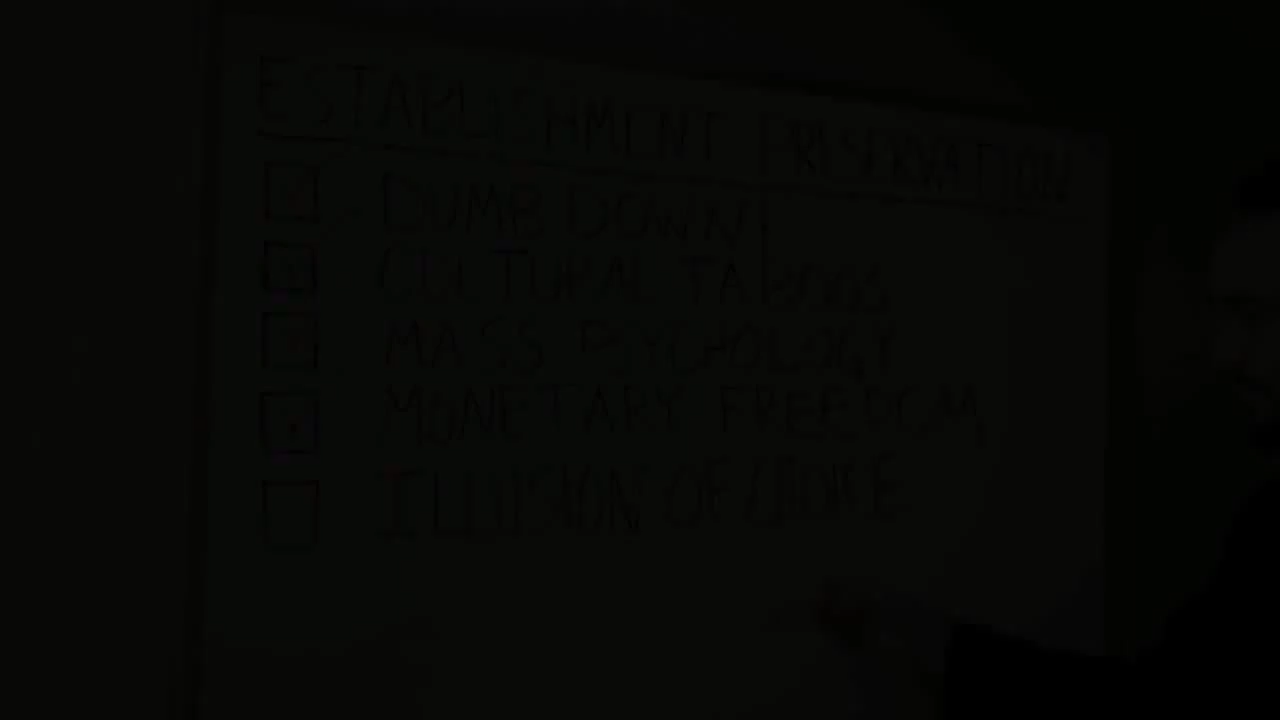 ESTABLISHMENT PRESERVATION
DUMB DOWN
CULTURAL TABOOS
MASS PSYCHOLOGY
MONETARY FREEDOM
ILLUSION OF CHOICE